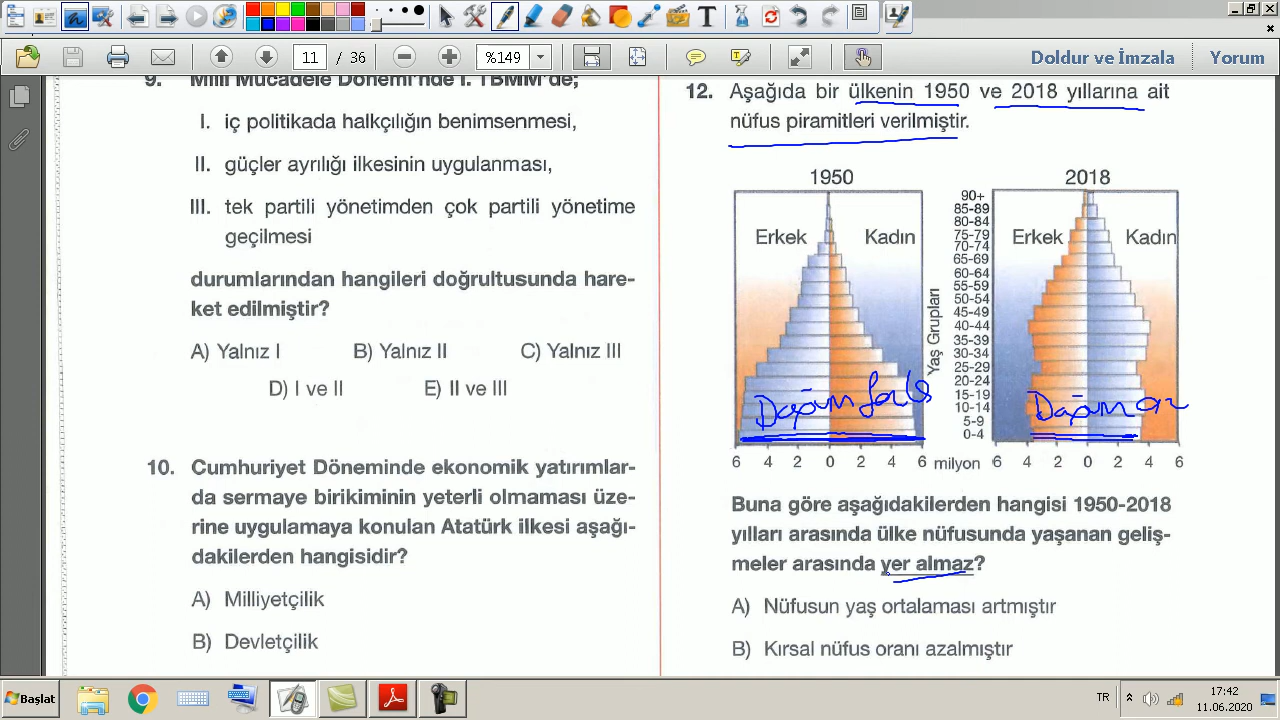 11 / 36
%149
Doldur ve İmzala
Yorum
9. Millî Mücadele Dönemi'nde I. TBMM'de;
I. iç politikada halkçılığın benimsenmesi,
II. güçler ayrılığı ilkesinin uygulanması,
III. tek partili yönetimden çok partili yönetime
geçilmesi
durumlarından hangileri doğrultusunda hare-
ket edilmiştir?
A) Yalnız I B) Yalnız II C) Yalnız III
D) I ve II E) II ve III
10. Cumhuriyet Döneminde ekonomik yatırımlar-
da sermaye birikiminin yeterli olmaması üze-
rine uygulamaya konulan Atatürk ilkesi aşağı-
dakilerden hangisidir?
A) Milliyetçilik
B) Devletçilik
12. Aşağıda bir ülkenin 1950 ve 2018 yıllarına ait
nüfus piramitleri verilmiştir.
1950
Erkek Kadın
Doğum fazla
6 4 2 0 2 4 6 milyon
Yaş Grupları
90+
85-89
80-84
75-79
70-74
65-69
60-64
55-59
50-54
45-49
40-44
35-39
30-34
25-29
20-24
15-19
10-14
5-9
0-4
2018
Erkek Kadın
Doğum az
6 4 2 0 2 4 6
Buna göre aşağıdakilerden hangisi 1950-2018
yılları arasında ülke nüfusunda yaşanan geliş-
meler arasında yer almaz?
A) Nüfusun yaş ortalaması artmıştır
B) Kırsal nüfus oranı azalmıştır
Başlat
TR
17:42
11.06.2020